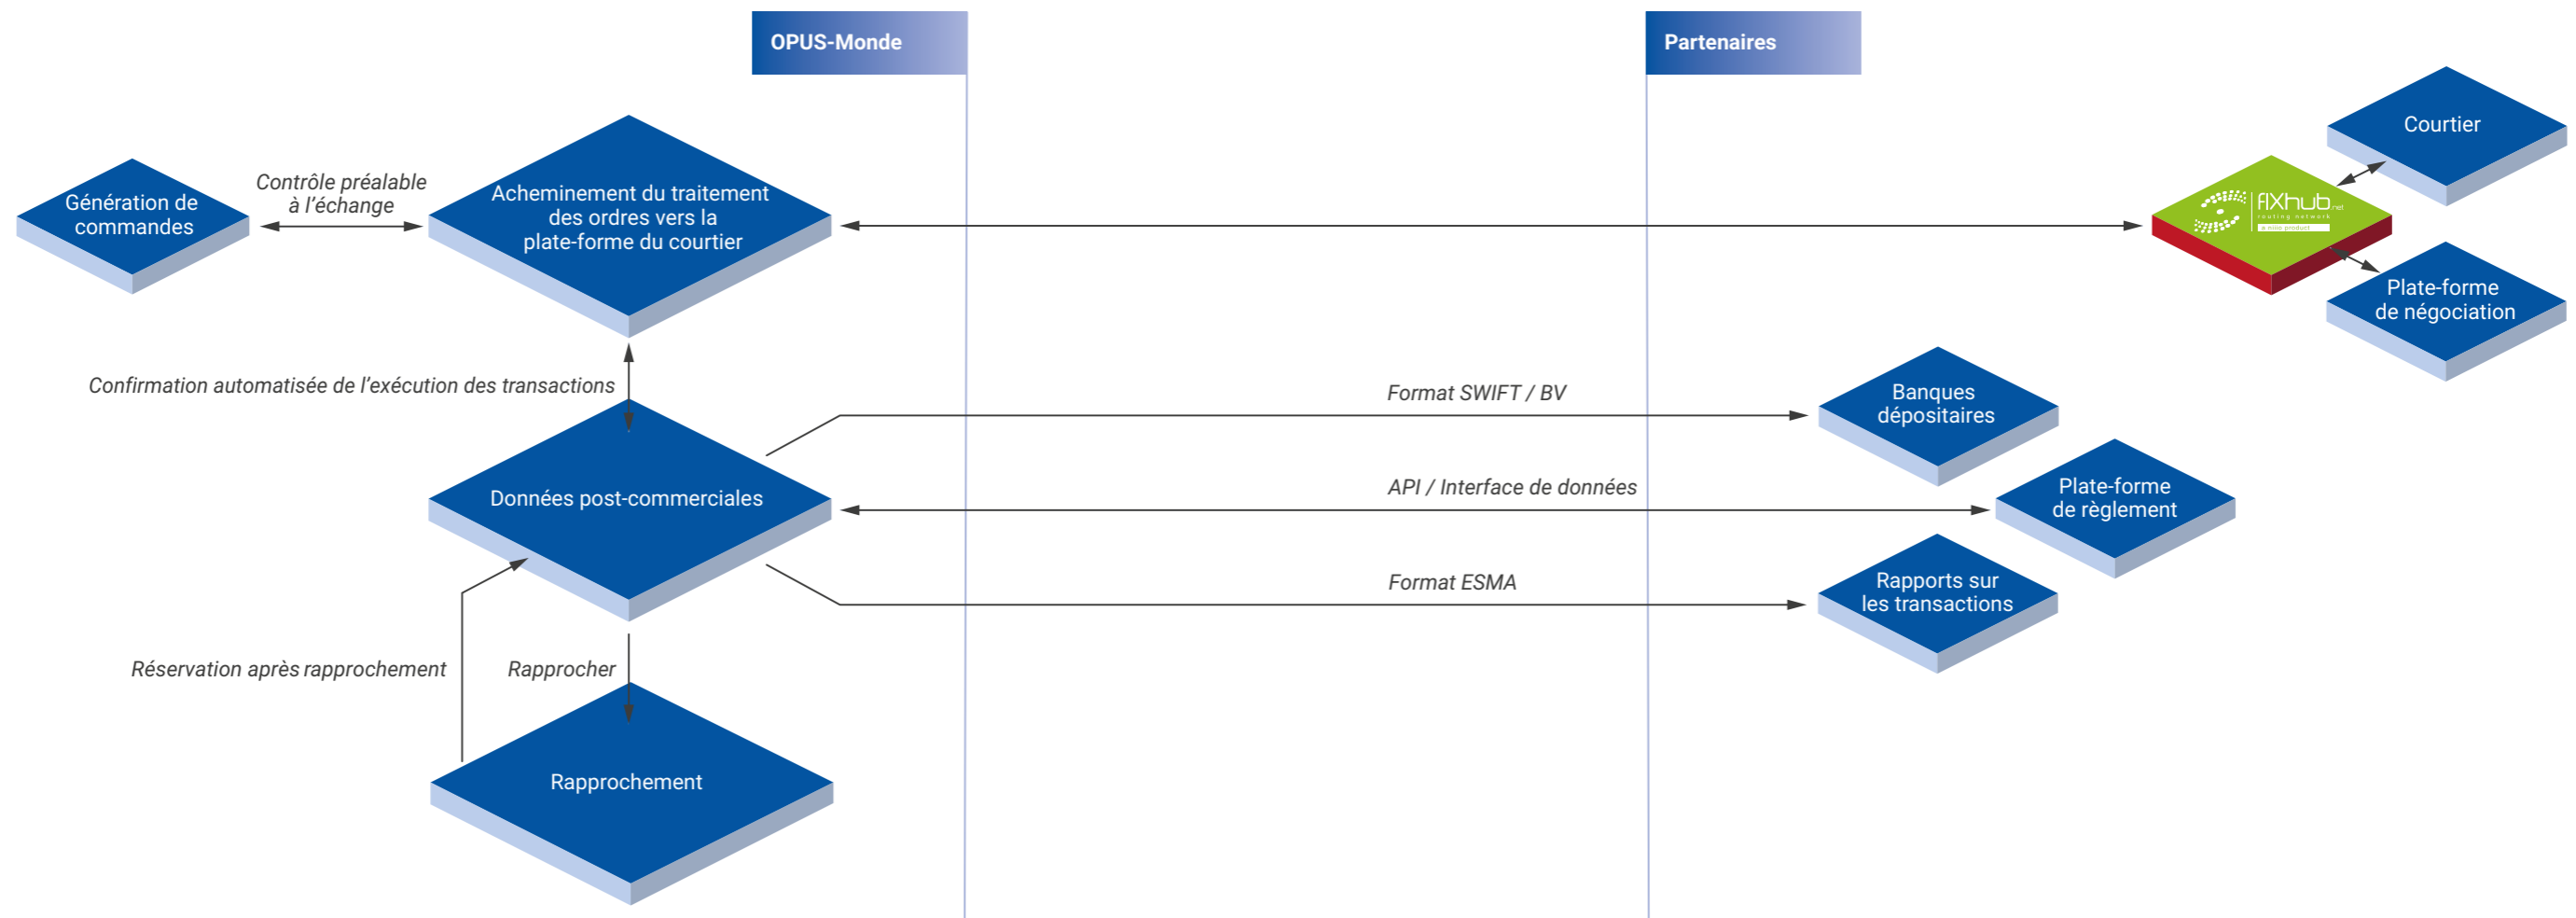 OPUS-Monde
Partenaires
Courtier
Génération de
commandes
Contrôle préalable
à l’échange
Acheminement du traitement
des ordres vers la
plate-forme du courtier
fiXhub.net
routing network
a niiio product
Plate-forme
de négociation
Confirmation automatisée de l’exécution des transactions
Format SWIFT / BV
Banques
dépositaires
Données post-commerciales
API / Interface de données
Plate-forme
de règlement
Format ESMA
Rapports sur
les transactions
Réservation après rapprochement
Rapprocher
Rapprochement